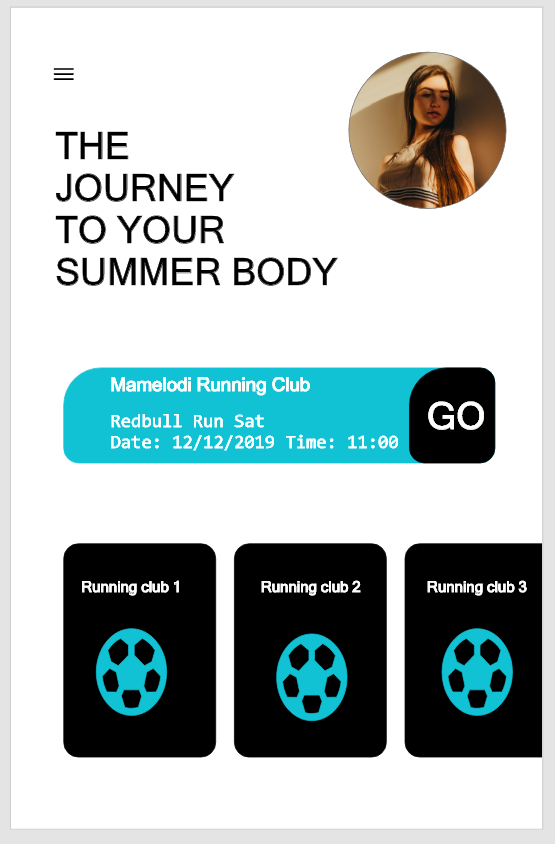 THE
JOURNEY
TO YOUR
SUMMER BODY
Mamelodi Running Club
Redbull Run Sat
Date: 12/12/2019 Time: 11:00
GO
Running club 1
Running club 2
Running club 3